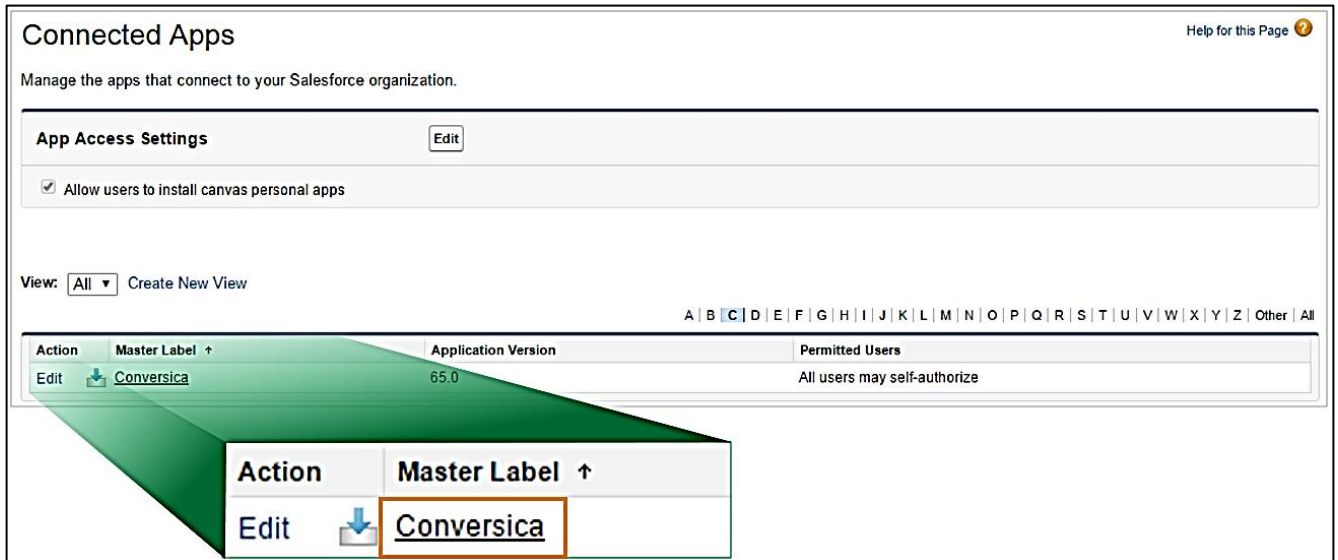 Connected Apps
Help for this Page
Manage the apps that connect to your Salesforce organization.
App Access Settings
Edit
Allow users to install canvas personal apps
View: All Create New View
A | B | C | D | E | F | G | H | I | J | K | L | M | N | O | P | Q | R | S | T | U | V | W | X | Y | Z | Other | All
Action Master Label ↑ Application Version Permitted Users
Edit Conversica 65.0 All users may self-authorize
Action Master Label ↑
Edit Conversica